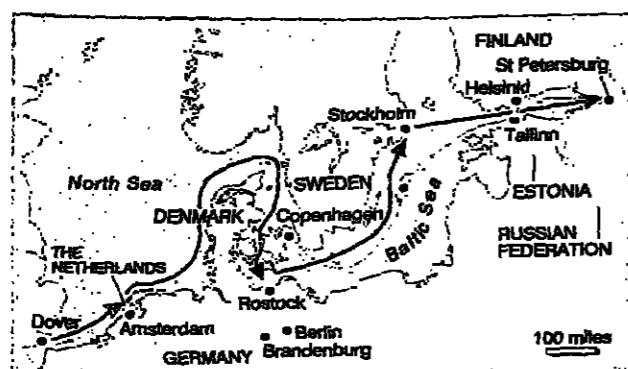 FINLAND
St Petersburg
Helsinki
Stockholm
Tallinn
North Sea
SWEDEN
DENMARK
ESTONIA
Copenhagen
Baltic Sea
RUSSIAN
FEDERATION
THE
NETHERLANDS
Rostock
Dover
Amsterdam
Berlin
Brandenburg
GERMANY
100 miles